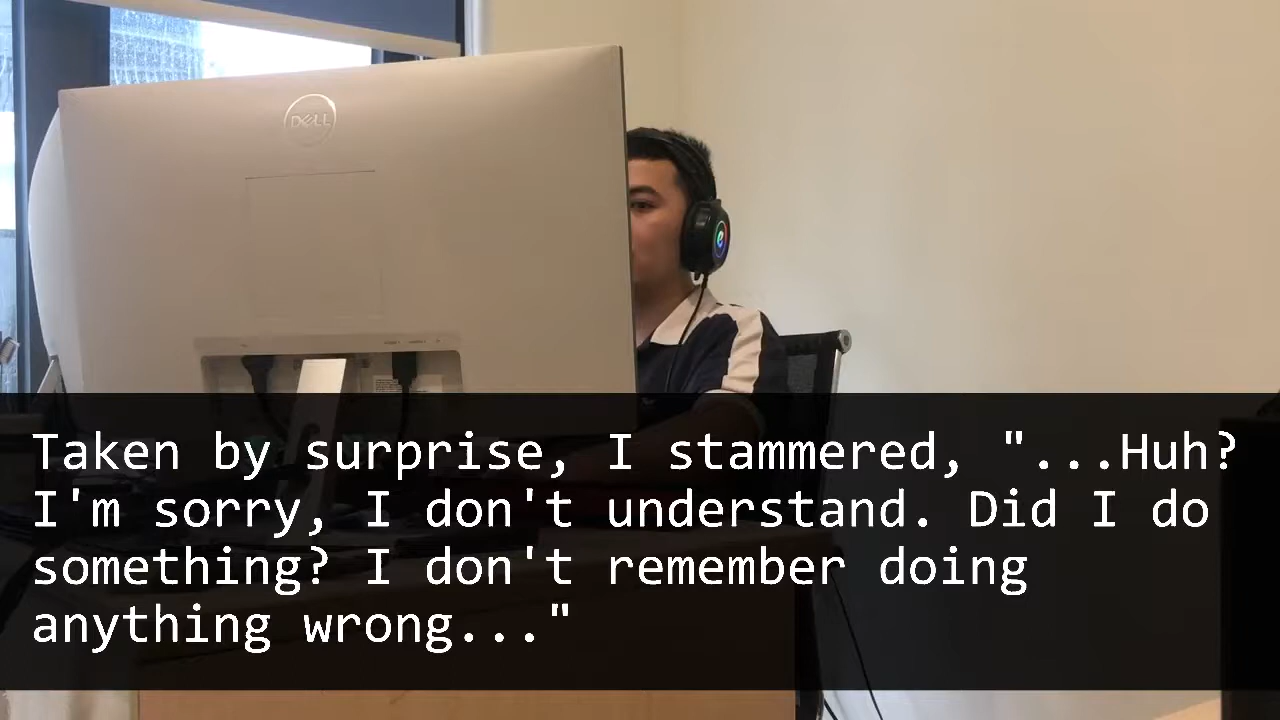 DELL
Taken by surprise, I stammered, "...Huh?
I'm sorry, I don't understand. Did I do
something? I don't remember doing
anything wrong..."